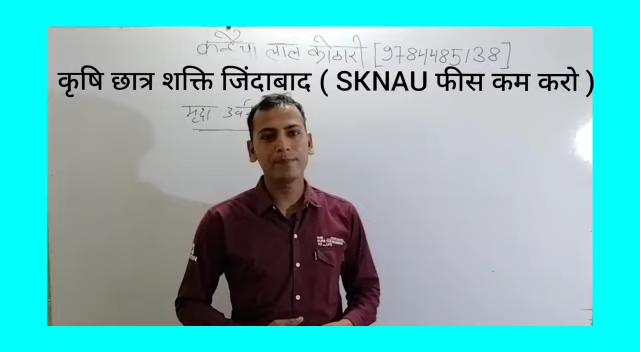 कन्हैया लाल कोठारी [9784485138]
कृषि छात्र शक्ति जिंदाबाद ( SKNAU फीस कम करो )
मृदा